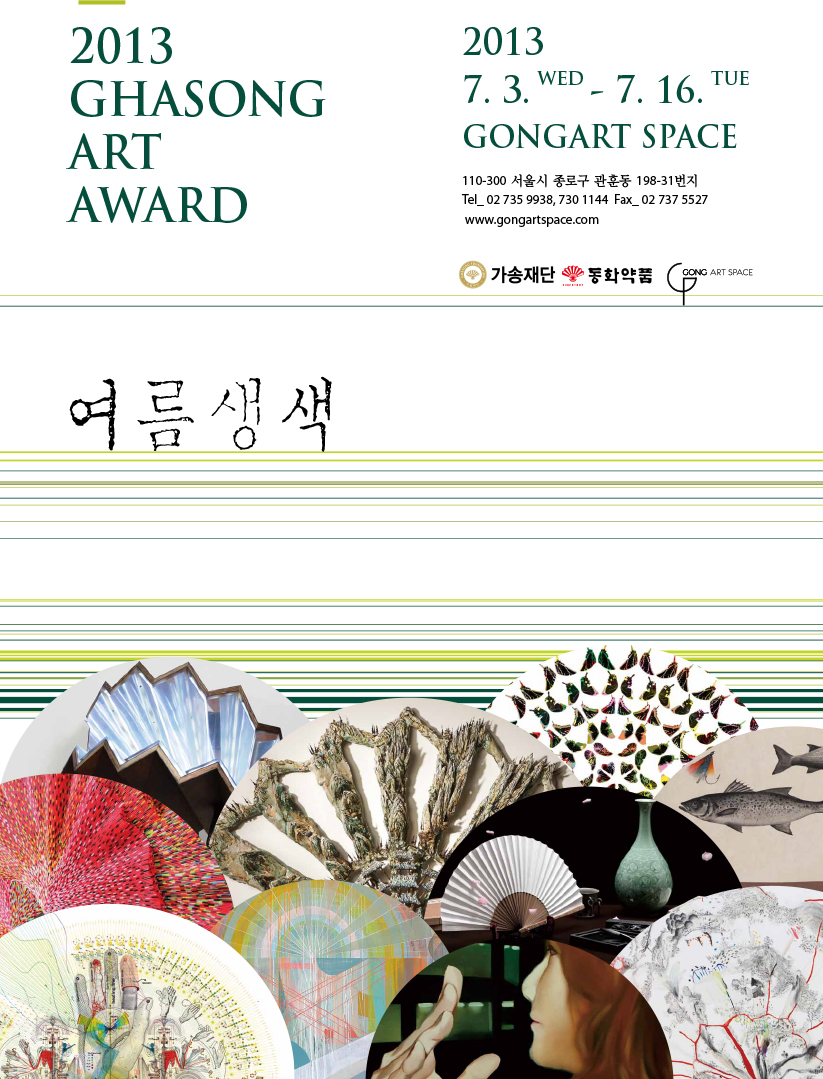 2013
GHASONG
ART
AWARD
2013
7. 3. WED - 7. 16. TUE
GONGART SPACE
110-300 서울시 종로구 관훈동 198-31번지
Tel_ 02 735 9938, 730 1144 Fax_ 02 737 5527
www.gongartspace.com
가송재단 동화약품 GONG ART SPACE
여름생색